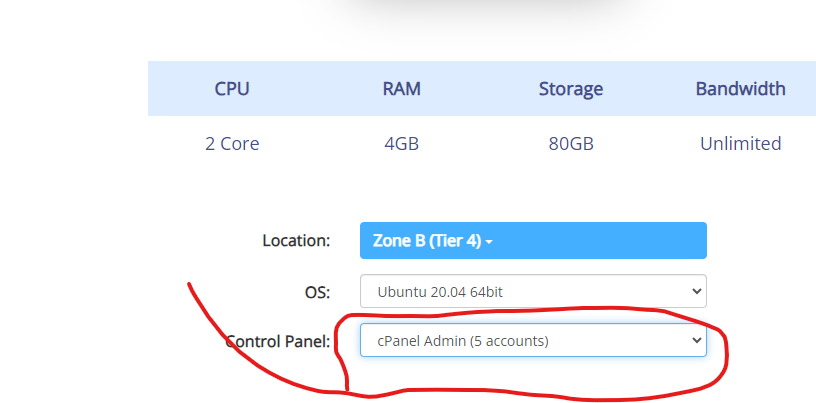 CPU RAM Storage Bandwidth
2 Core 4GB 80GB Unlimited
Location: Zone B (Tier 4)
OS: Ubuntu 20.04 64bit
Control Panel: cPanel Admin (5 accounts)